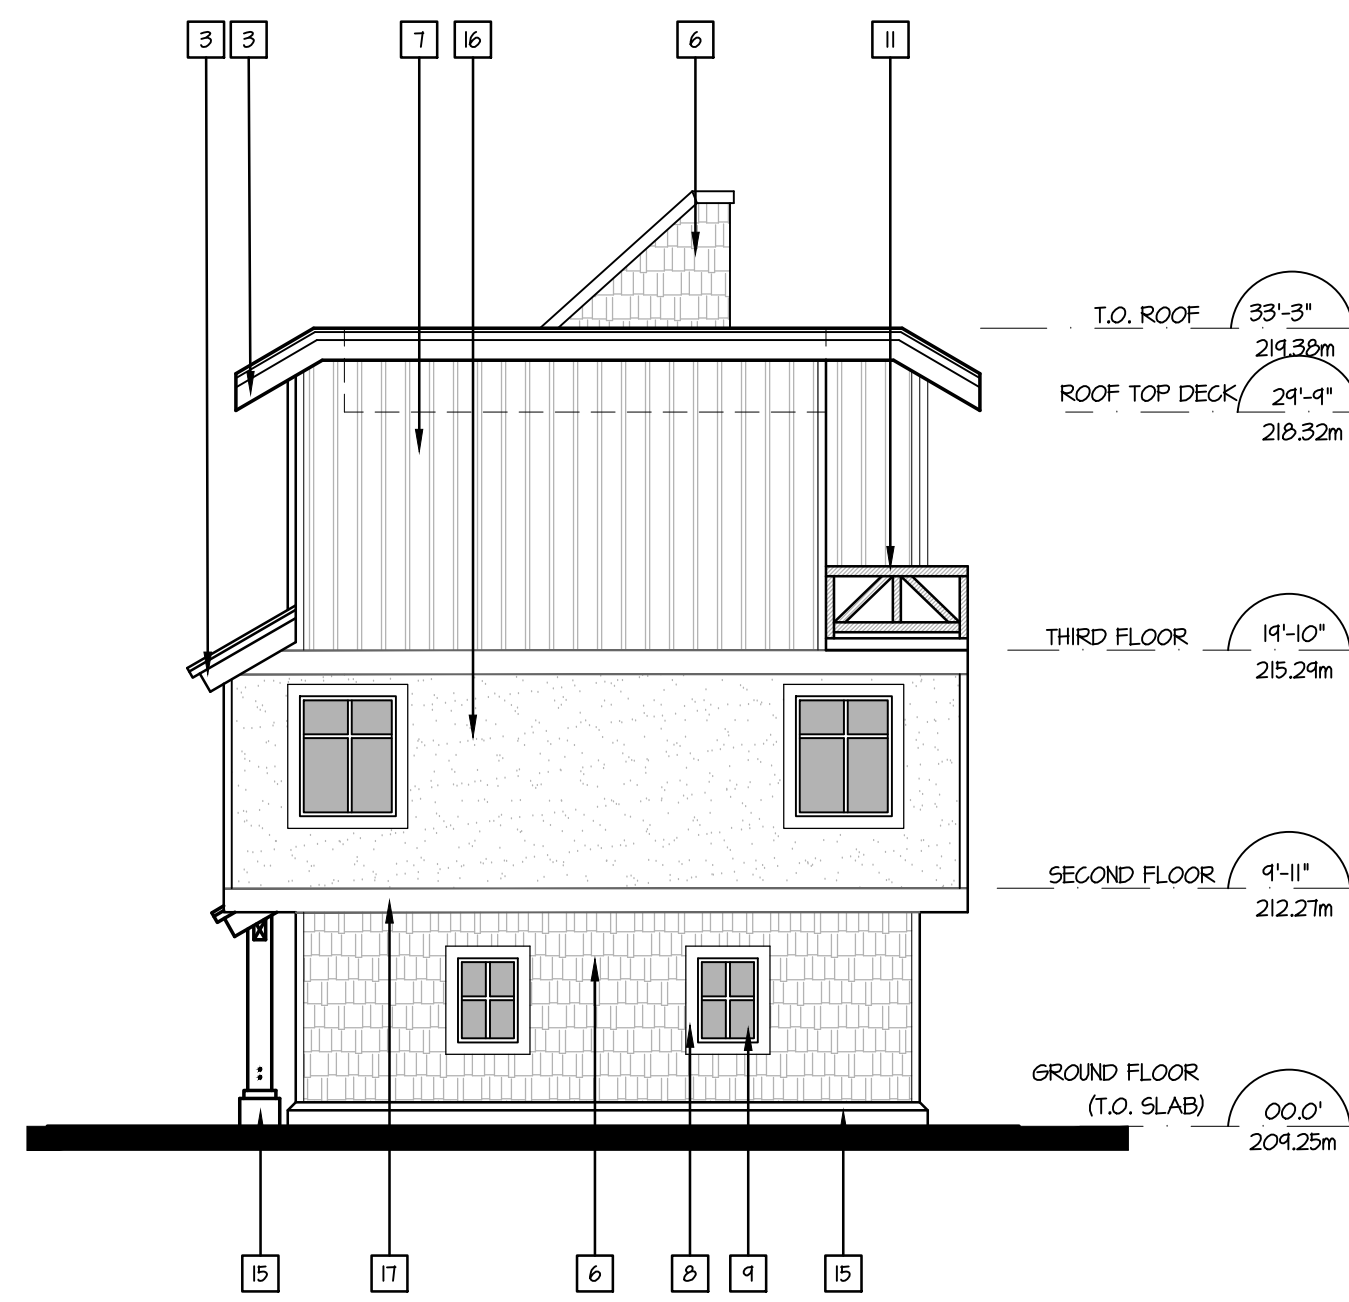 3 3 7 16 6 11
T.O. ROOF 33'-3"
219.38m
ROOF TOP DECK 29'-9"
218.32m
THIRD FLOOR 19'-10"
215.29m
SECOND FLOOR 9'-11"
212.27m
GROUND FLOOR
(T.O. SLAB) 00.0'
209.25m
15 17 6 8 9 15